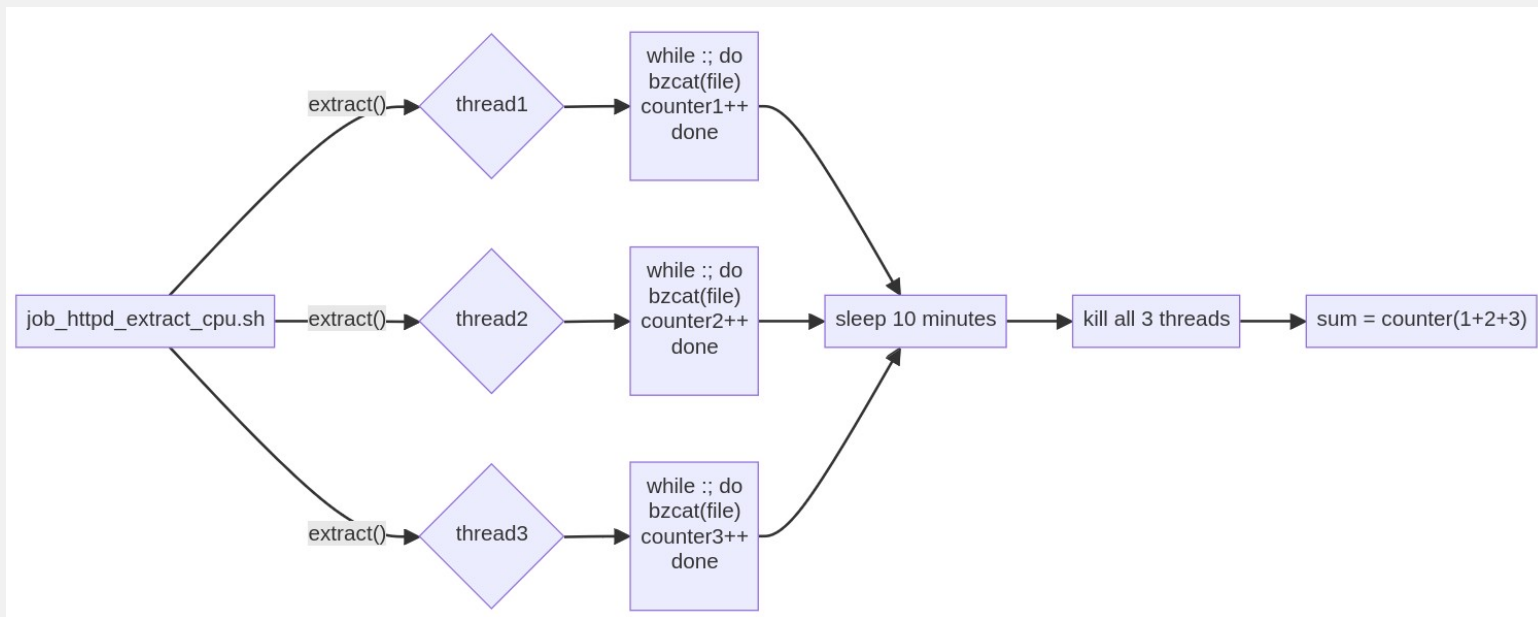 job_httpd_extract_cpu.sh
extract()
thread1
while :; do
bzcat(file)
counter1++
done
extract()
thread2
while :; do
bzcat(file)
counter2++
done
extract()
thread3
while :; do
bzcat(file)
counter3++
done
sleep 10 minutes
kill all 3 threads
sum = counter(1+2+3)